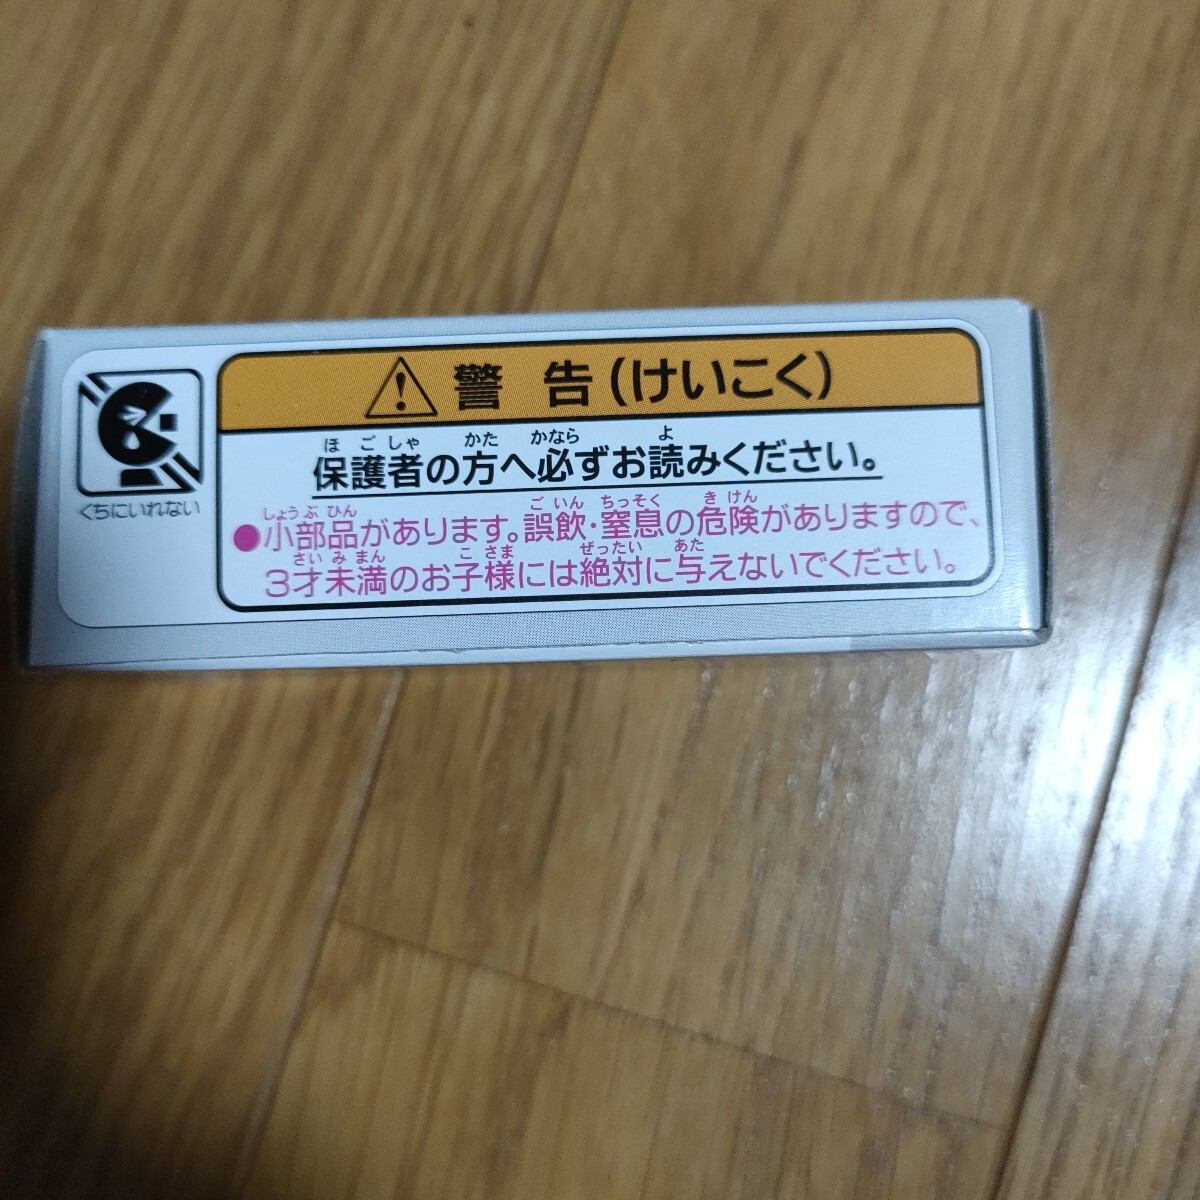 警告(けいこく)
ほごしゃ かた かなら よ
保護者の方へ必ずお読みください。
しょうぶひん ごいん ちっそく きけん
●小部品があります。誤飲・窒息の危険がありますので、
さいみまん こさま ぜったい あた
3才未満のお子様には絶対に与えないでください。
くちにいれない